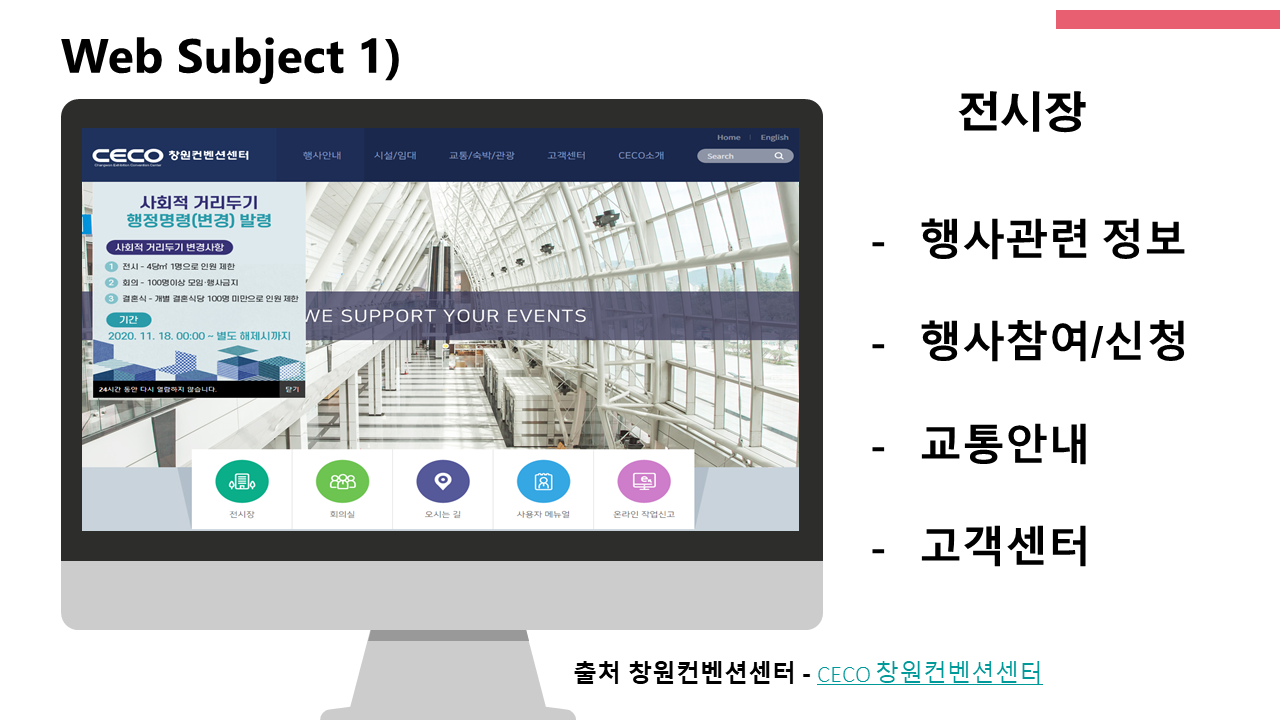 Web Subject 1)
전시장
- 행사관련 정보
- 행사참여/신청
- 교통안내
- 고객센터
Home | English
CECO 창원컨벤션센터
Changwon Exhibition Convention Center
행사안내 시설/임대 교통/숙박/관광 고객센터 CECO소개
Search
사회적 거리두기
행정명령(변경) 발령
사회적 거리두기 변경사항
1 전시 - 4당㎡ 1명으로 인원 제한
2 회의 - 100명이상 모임·행사금지
3 결혼식 - 개별 결혼식당 100명 미만으로 인원 제한
기간
2020. 11. 18. 00:00 ~ 별도 해제시까지
24시간 동안 다시 열람하지 않습니다. 닫기
WE SUPPORT YOUR EVENTS
전시장 회의실 오시는 길 사용자 메뉴얼 온라인 작업신고
출처 창원컨벤션센터 - CECO 창원컨벤션센터